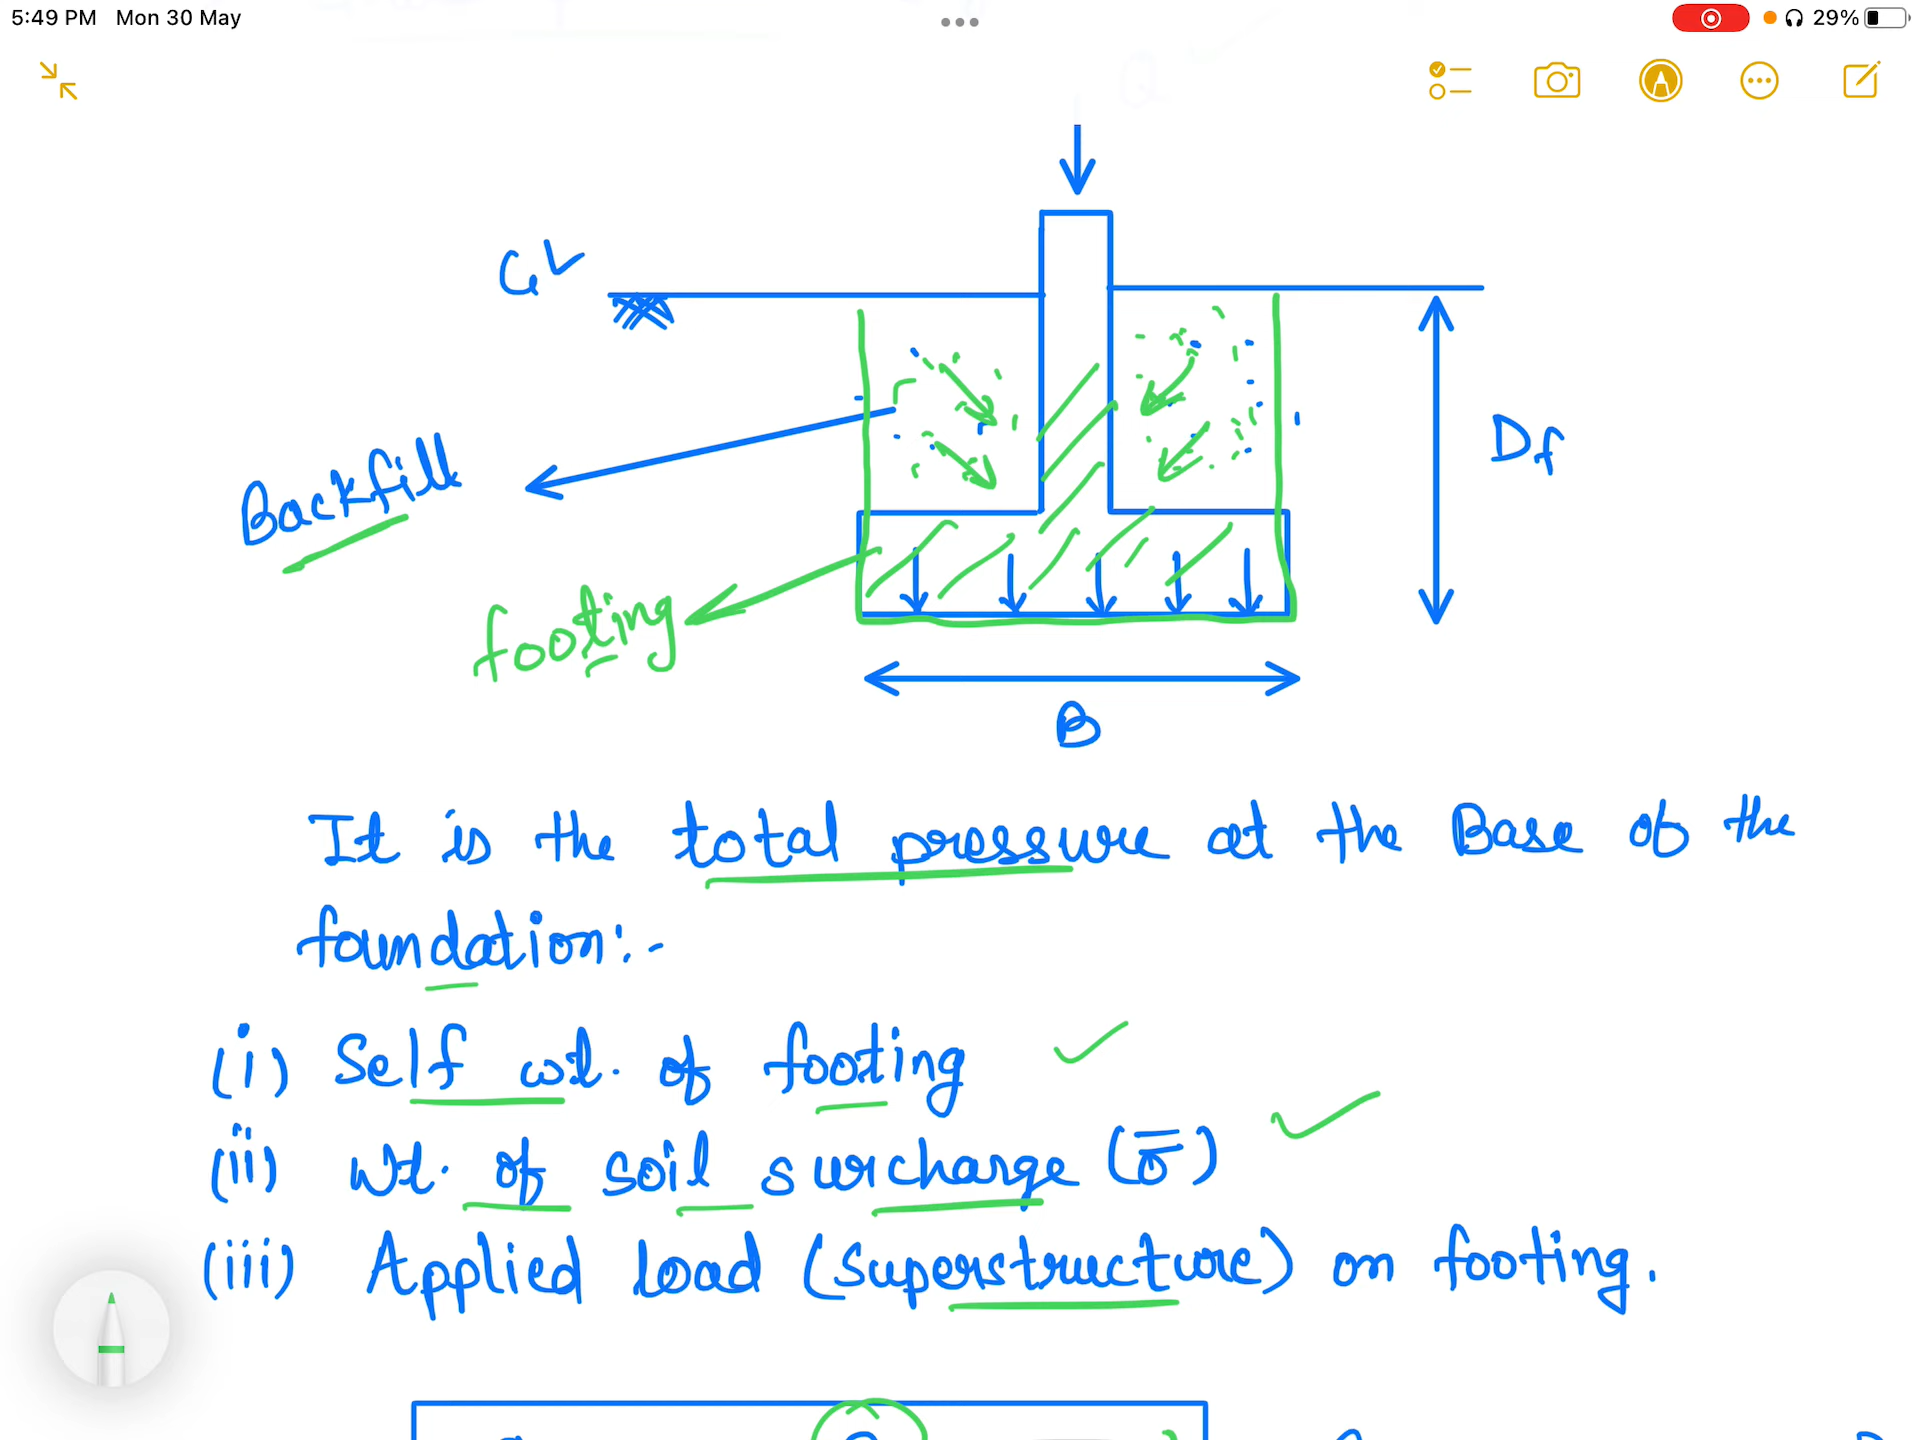 5:49 PM Mon 30 May
29%
GL
Df
Backfill
footing
B
It is the total pressure at the Base of the
foundation:-
(i) Self wt. of footing
(ii) Wt. of soil surcharge (σ̅)
(iii) Applied load (superstructure) on footing.